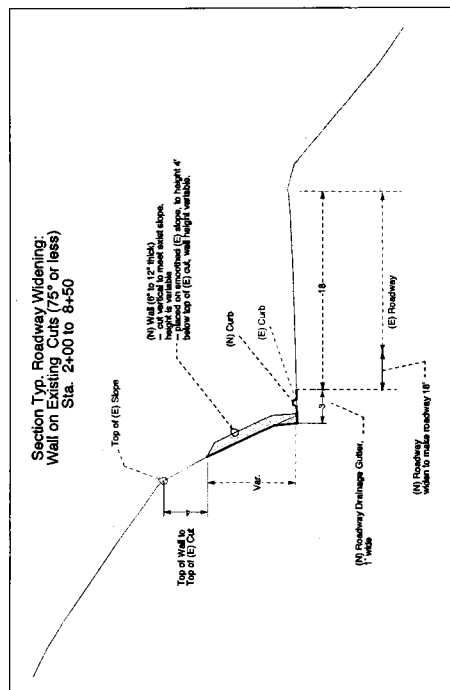 Section Typ. Roadway Widening:
Wall on Existing Cuts (75° or less)
Sta. 2+00 to 8+50
Top of (E) Slope
(N) Wall (6" to 12" thick)
– cut vertical to meet exist slope,
height is variable
– placed on smoothed (E) slope, to height 4'
below top of (E) cut, wall height variable.
(N) Curb
(E) Curb
Top of Wall to
Top of (E) Cut
Var.
3
18
(E) Roadway
(N) Roadway Drainage Gutter,
1' wide
(N) Roadway
widen to make roadway 18'